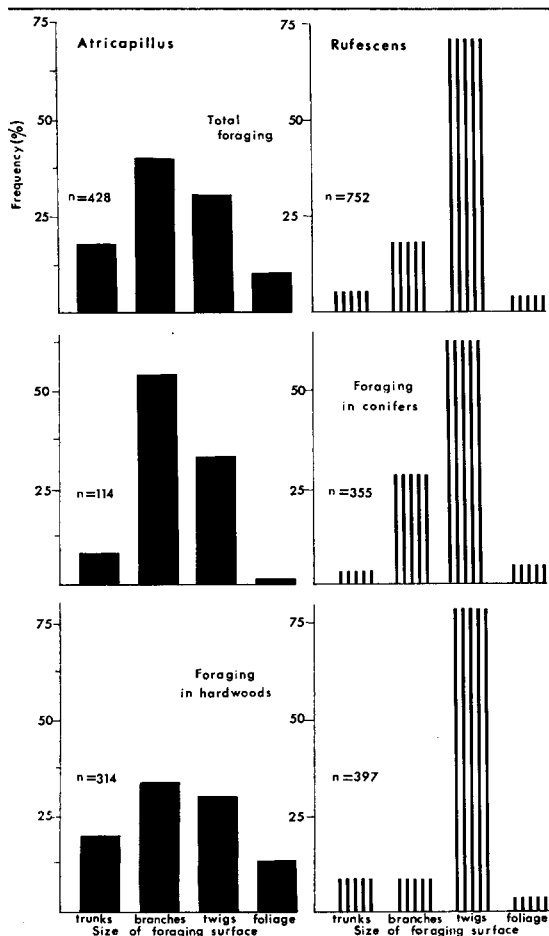 Atricapillus
Rufescens
Frequency (%)
75
50
25
Total
foraging
n=428
75
50
25
n=752
50
25
n=114
50
25
Foraging
in conifers
n=355
75
50
25
Foraging
in hardwoods
n=314
75
50
25
n=397
trunks branches twigs foliage
Size of foraging surface
trunks branches twigs foliage
Size of foraging surface